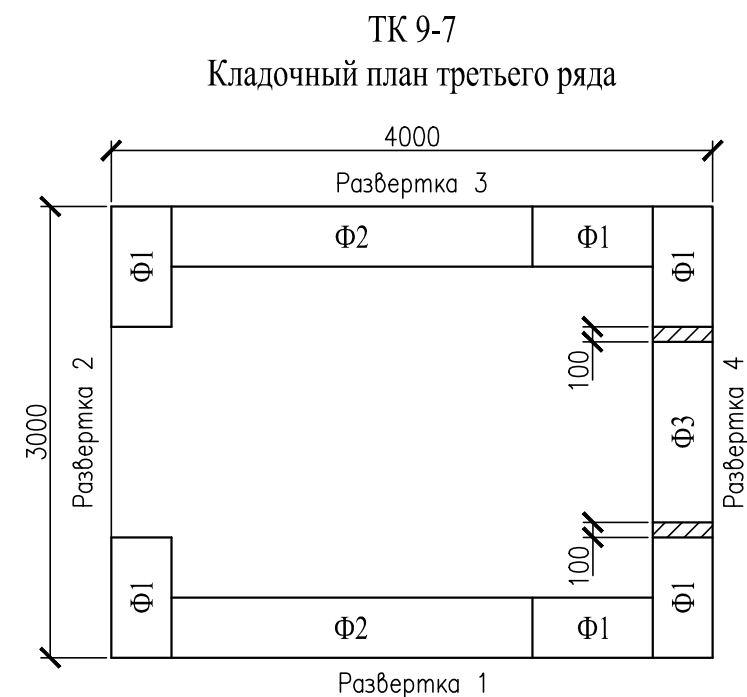 ТК 9-7
Кладочный план третьего ряда
4000
Развертка 3
Ф1
Ф2
Ф1
Ф1
100
Развертка 2
3000
Ф3
Развертка 4
100
Ф1
Ф2
Ф1
Ф1
Развертка 1